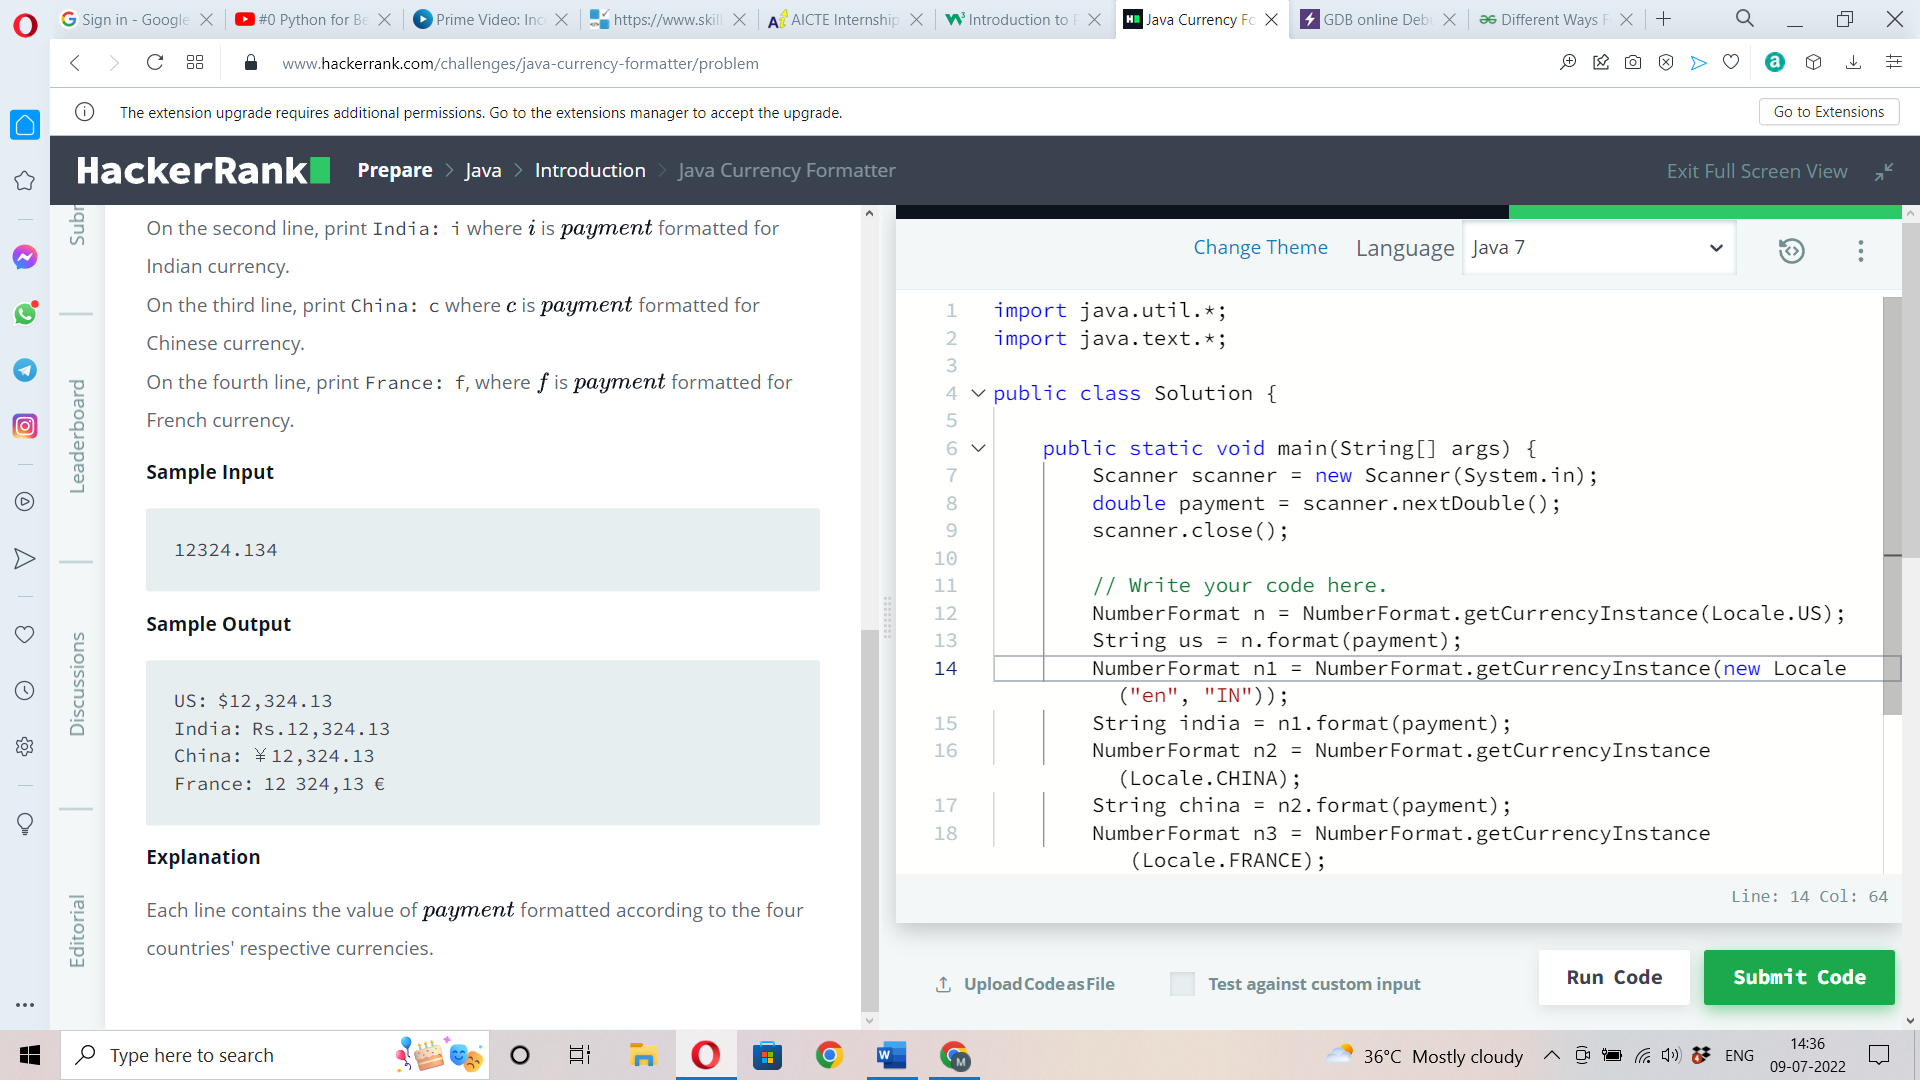 Sign in - Google
#0 Python for Be
Prime Video: Inc
https://www.skill
AICTE Internship
Introduction to P
Java Currency Fo
GDB online Deb
Different Ways F
www.hackerrank.com/challenges/java-currency-formatter/problem
The extension upgrade requires additional permissions. Go to the extensions manager to accept the upgrade.
Go to Extensions
HackerRank
Prepare > Java > Introduction > Java Currency Formatter
Exit Full Screen View
Subr
Leaderboard
Discussions
Editorial
On the second line, print India: i where i is payment formatted for
Indian currency.
On the third line, print China: c where c is payment formatted for
Chinese currency.
On the fourth line, print France: f, where f is payment formatted for
French currency.
Sample Input
12324.134
Sample Output
US: $12,324.13
India: Rs.12,324.13
China: ￥12,324.13
France: 12 324,13 €
Explanation
Each line contains the value of payment formatted according to the four
countries' respective currencies.
Change Theme Language Java 7
1 import java.util.*;
2 import java.text.*;
3
4 public class Solution {
5
6 public static void main(String[] args) {
7 Scanner scanner = new Scanner(System.in);
8 double payment = scanner.nextDouble();
9 scanner.close();
10
11 // Write your code here.
12 NumberFormat n = NumberFormat.getCurrencyInstance(Locale.US);
13 String us = n.format(payment);
14 NumberFormat n1 = NumberFormat.getCurrencyInstance(new Locale
("en", "IN"));
15 String india = n1.format(payment);
16 NumberFormat n2 = NumberFormat.getCurrencyInstance
(Locale.CHINA);
17 String china = n2.format(payment);
18 NumberFormat n3 = NumberFormat.getCurrencyInstance
(Locale.FRANCE);
Line: 14 Col: 64
Upload Code as File
Test against custom input
Run Code
Submit Code
Type here to search
36°C Mostly cloudy
ENG
14:36
09-07-2022